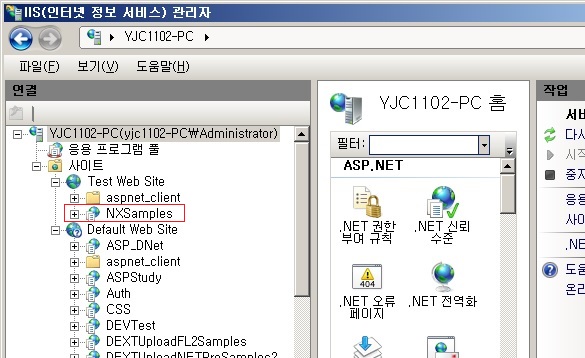 IIS(인터넷 정보 서비스) 관리자
YJC1102-PC
파일(F) 보기(V) 도움말(H)
연결
YJC1102-PC(yjc1102-PC₩Administrator)
응용 프로그램 풀
사이트
Test Web Site
aspnet_client
NXSamples
Default Web Site
ASP_DNet
aspnet_client
ASPStudy
Auth
CSS
DEVTest
DEXTUploadFL2Samples
DEXTUploadNETProSamples2
YJC1102-PC 홈
필터:
ASP.NET
.NET 권한
부여 규칙
.NET 신뢰
수준
404
.NET 오류
페이지
.NET 전역화
작업
서비
다시
시작
중지
응용
사이
.NE
도움
온리